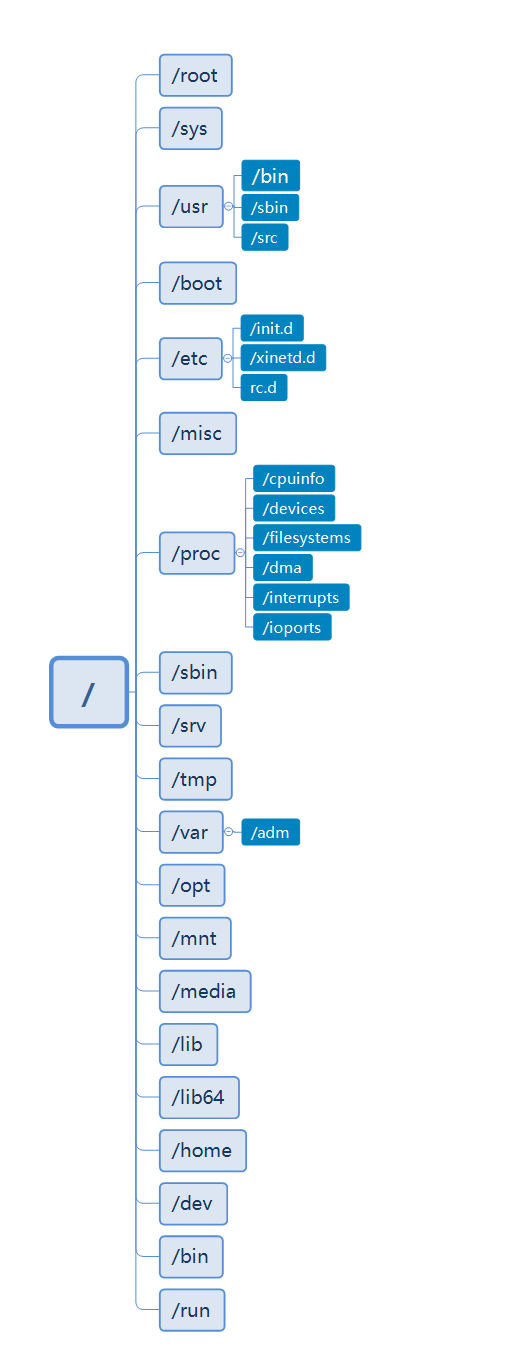 /
/root
/sys
/usr
/bin
/sbin
/src
/boot
/etc
/init.d
/xinetd.d
rc.d
/misc
/proc
/cpuinfo
/devices
/filesystems
/dma
/interrupts
/ioports
/sbin
/srv
/tmp
/var
/adm
/opt
/mnt
/media
/lib
/lib64
/home
/dev
/bin
/run